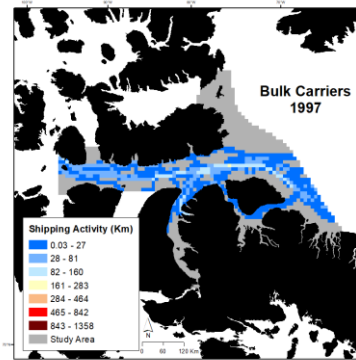 Bulk Carriers
1997
Shipping Activity (Km)
0.03 - 27
28 - 81
82 - 160
161 - 283
284 - 464
465 - 842
843 - 1358
Study Area
N
0 60 120 Km